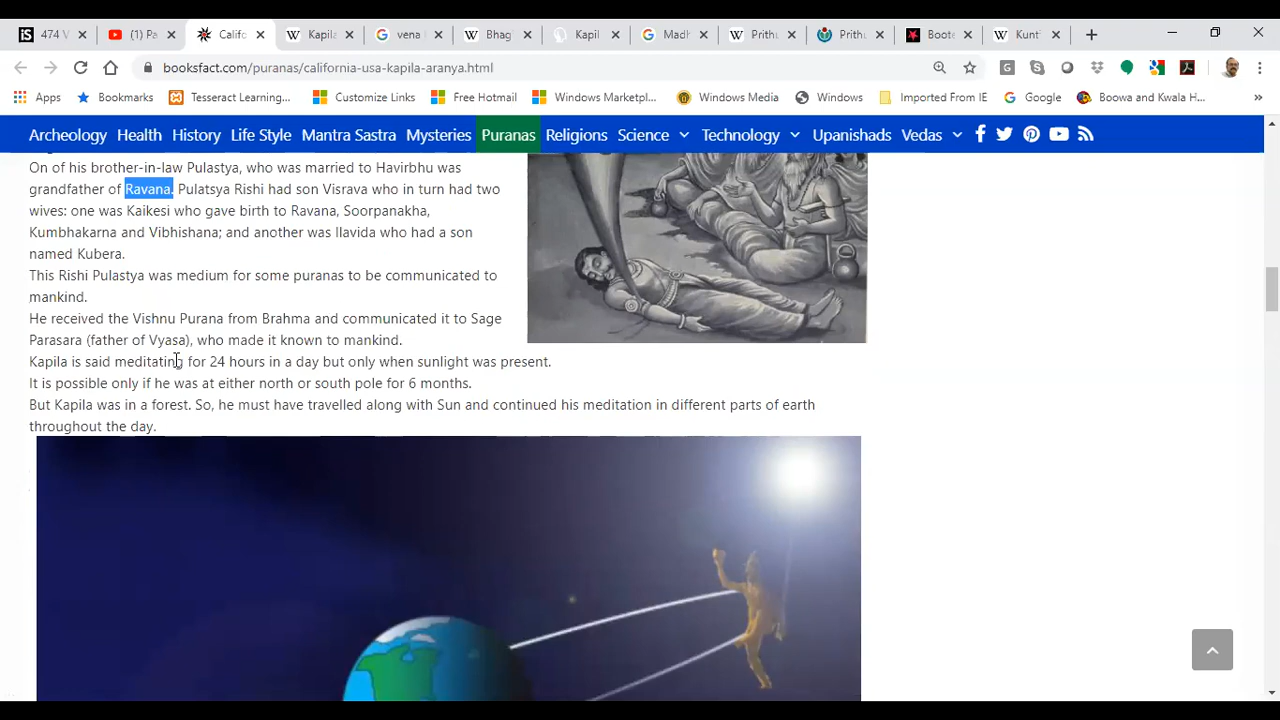 474 V
(1) Pa
Califo
Kapila
vena
Bhag
Kapil
Madh
Prithu
Prith
Boote
Kunt
booksfact.com/puranas/california-usa-kapila-aranya.html
Apps
Bookmarks
Tesseract Learning...
Customize Links
Free Hotmail
Windows Marketpl...
Windows Media
Windows
Imported From IE
Google
Boowa and Kwala H...
Archeology
Health
History
Life Style
Mantra Sastra
Mysteries
Puranas
Religions
Science
Technology
Upanishads
Vedas
On of his brother-in-law Pulastya, who was married to Havirbhu was
grandfather of Ravana. Pulatsya Rishi had son Visrava who in turn had two
wives: one was Kaikesi who gave birth to Ravana, Soorpanakha,
Kumbhakarna and Vibhishana; and another was Ilavida who had a son
named Kubera.
This Rishi Pulastya was medium for some puranas to be communicated to
mankind.
He received the Vishnu Purana from Brahma and communicated it to Sage
Parasara (father of Vyasa), who made it known to mankind.
Kapila is said meditating for 24 hours in a day but only when sunlight was present.
It is possible only if he was at either north or south pole for 6 months.
But Kapila was in a forest. So, he must have travelled along with Sun and continued his meditation in different parts of earth
throughout the day.